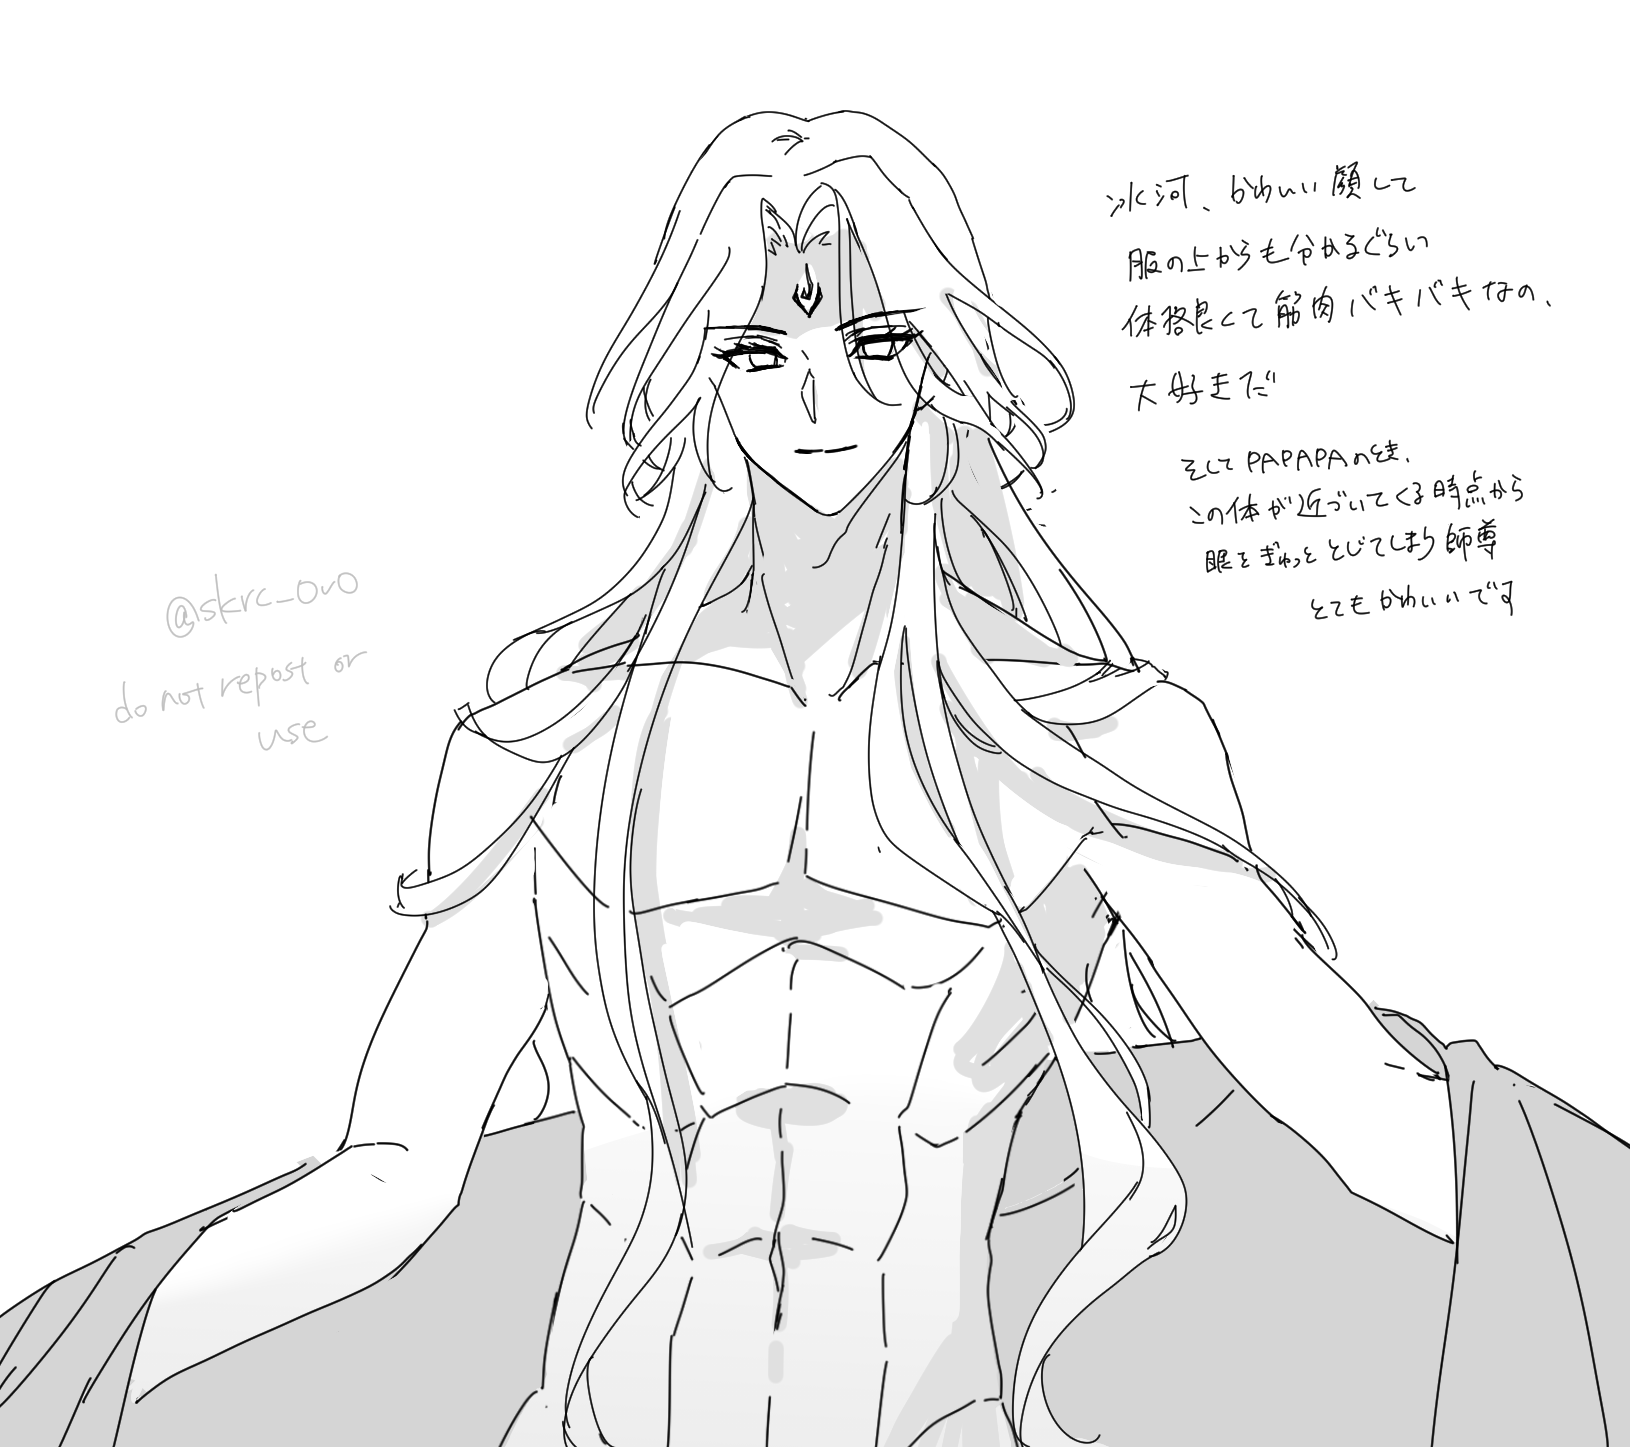 氷河、かわいい顔して
服の上からも分かるぐらい
体格良くて筋肉バキバキなの、
大好きだ
そしてPAPAPAのとき、
この体が近づいてくる時点から
眼をぎゅっととじてしまう師尊
とてもかわいいです
@skrc_ovo
do not repost or
use